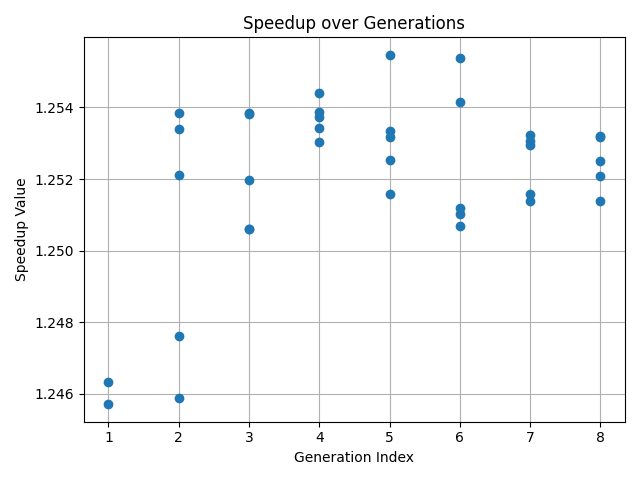 Speedup over Generations
Speedup Value
1.254
1.252
1.250
1.248
1.246
1 2 3 4 5 6 7 8
Generation Index